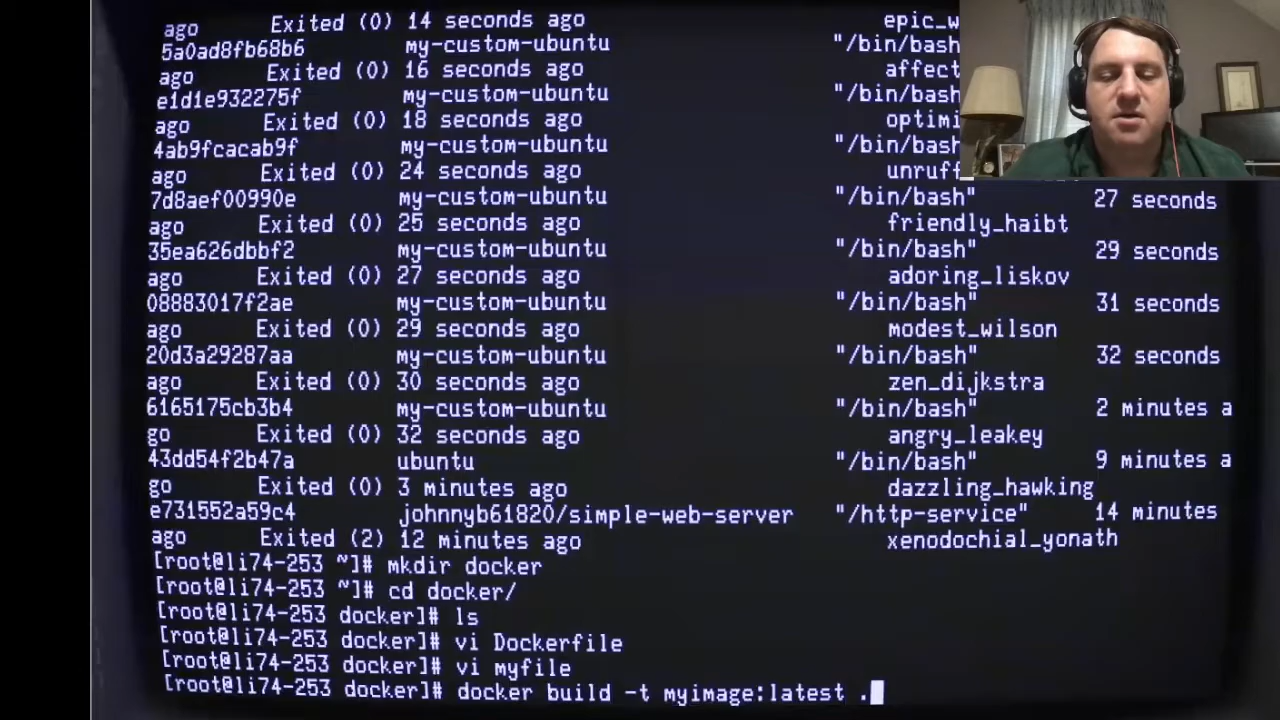 ago Exited (0) 14 seconds ago epic_w
5a0ad8fb68b6 my-custom-ubuntu "/bin/bash
ago Exited (0) 16 seconds ago affect
e1d1e932275f my-custom-ubuntu "/bin/bash
ago Exited (0) 18 seconds ago optimi
4ab9fcacab9f my-custom-ubuntu "/bin/bash
ago Exited (0) 24 seconds ago unruff
7d8aef00990e my-custom-ubuntu "/bin/bash" 27 seconds
ago Exited (0) 25 seconds ago friendly_haibt
35ea626dbbf2 my-custom-ubuntu "/bin/bash" 29 seconds
ago Exited (0) 27 seconds ago adoring_liskov
08883017f2ae my-custom-ubuntu "/bin/bash" 31 seconds
ago Exited (0) 29 seconds ago modest_wilson
20d3a29287aa my-custom-ubuntu "/bin/bash" 32 seconds
ago Exited (0) 30 seconds ago zen_dijkstra
6165175cb3b4 my-custom-ubuntu "/bin/bash" 2 minutes a
go Exited (0) 32 seconds ago angry_leakey
43dd54f2b47a ubuntu "/bin/bash" 9 minutes a
go Exited (0) 3 minutes ago dazzling_hawking
e731552a59c4 johnnyb61820/simple-web-server "/http-service" 14 minutes
ago Exited (2) 12 minutes ago xenodochial_yonath
[root@li74-253 ~]# mkdir docker
[root@li74-253 ~]# cd docker/
[root@li74-253 docker]# ls
[root@li74-253 docker]# vi Dockerfile
[root@li74-253 docker]# vi myfile
[root@li74-253 docker]# docker build -t myimage:latest .